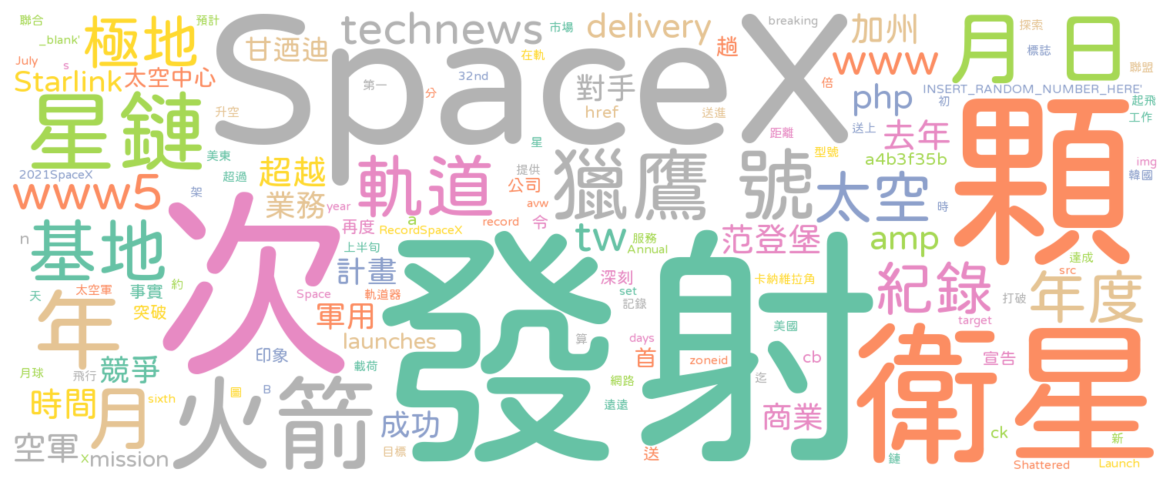 聯合
預計
極地
SpaceX
technews
市場
delivery
breaking
加州
探索
月
日
_blank'
甘迺迪
在軌
趟
www
標誌
聯盟
July
s
Starlink
太空中心
第一
32nd
分
對手
倍
php
INSERT_RANDOM_NUMBER_HERE'
星鏈
升空
href
送進
初
起飛
工作
送上
去年
顆
距離
美東
星
2021SpaceX
超過
超越
軌道
提供
獵鷹
號
型號
a4b3f35b
img
韓國
www5
架
業務
year
公司
avw
太空
時
record
令
n
基地
次
再度
a
RecordSpaceX
tw
服務
Annual
范登堡
amp
達成
上半旬
發射
天
太空軍
事實
約
計畫
深刻
卡納維拉角
紀錄
src
Space
軌道器
set
記錄
打破
年度
年
突破
軍用
美國
target
印象
launches
算
days
首
zoneid
cb
宣告
衛星
月球
飛行
競爭
載荷
迄
網路
B
圖
時間
月
sixth
火箭
遠遠
成功
商業
ck
新
空軍
x
mission
目標
送
鏈
Shattered
Launch